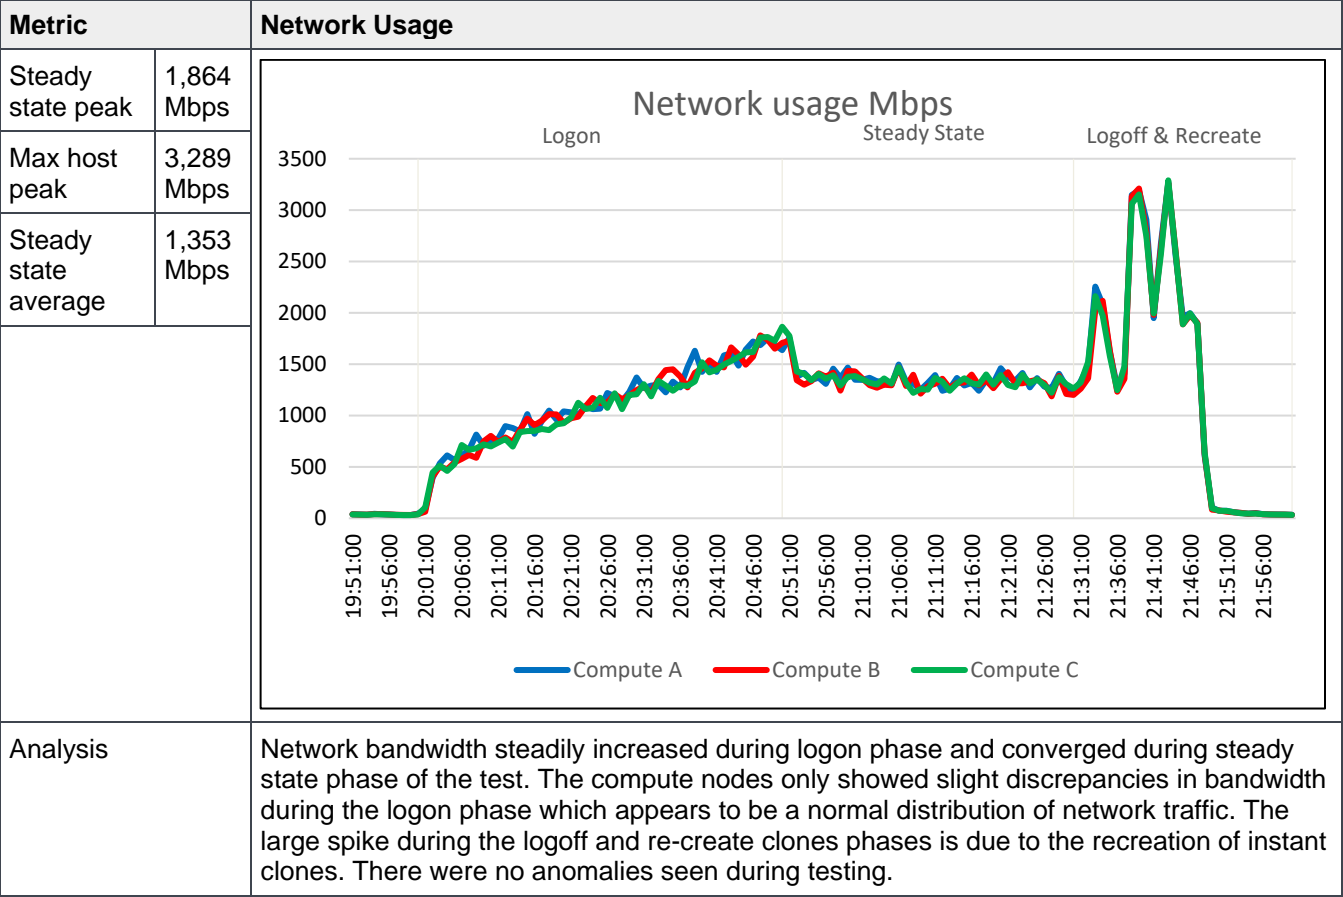 Metric
Network Usage
Steady
state peak
1,864
Mbps
Max host
peak
3,289
Mbps
Steady
state
average
1,353
Mbps
Network usage Mbps
Logon
Steady State
Logoff & Recreate
3500
3000
2500
2000
1500
1000
500
0
19:51:00
19:56:00
20:01:00
20:06:00
20:11:00
20:16:00
20:21:00
20:26:00
20:31:00
20:36:00
20:41:00
20:46:00
20:51:00
20:56:00
21:01:00
21:06:00
21:11:00
21:16:00
21:21:00
21:26:00
21:31:00
21:36:00
21:41:00
21:46:00
21:51:00
21:56:00
Compute A
Compute B
Compute C
Analysis
Network bandwidth steadily increased during logon phase and converged during steady
state phase of the test. The compute nodes only showed slight discrepancies in bandwidth
during the logon phase which appears to be a normal distribution of network traffic. The
large spike during the logoff and re-create clones phases is due to the recreation of instant
clones. There were no anomalies seen during testing.